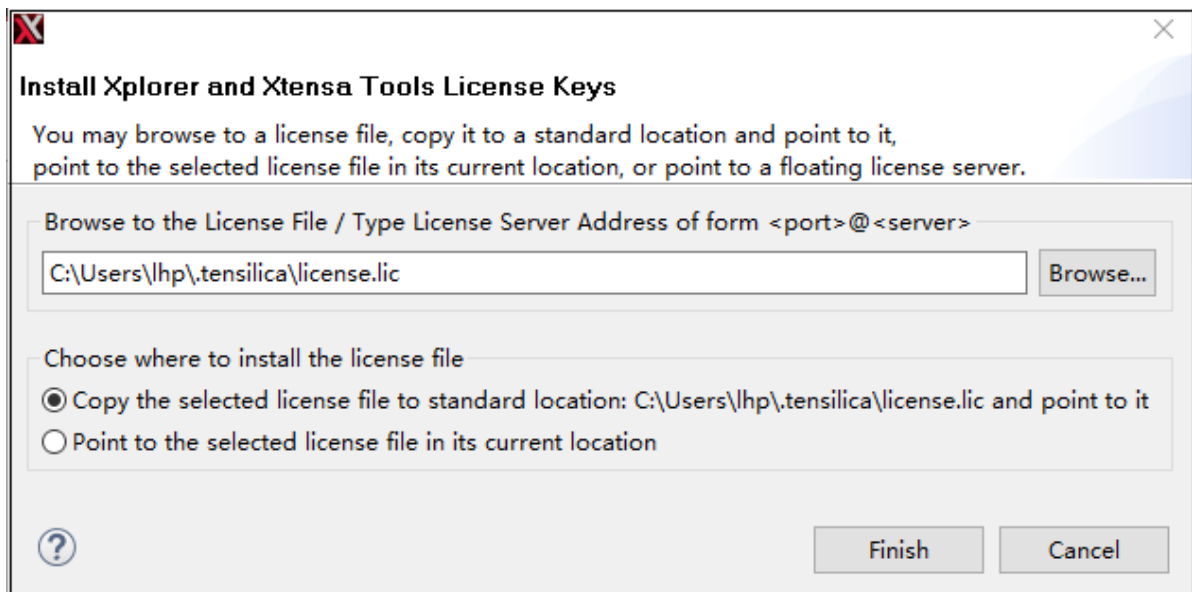 Install Xplorer and Xtensa Tools License Keys
You may browse to a license file, copy it to a standard location and point to it,
point to the selected license file in its current location, or point to a floating license server.
Browse to the License File / Type License Server Address of form <port>@<server>
C:\Users\lhp\.tensilica\license.lic
Browse...
Choose where to install the license file
Copy the selected license file to standard location: C:\Users\lhp\.tensilica\license.lic and point to it
Point to the selected license file in its current location
?
Finish
Cancel